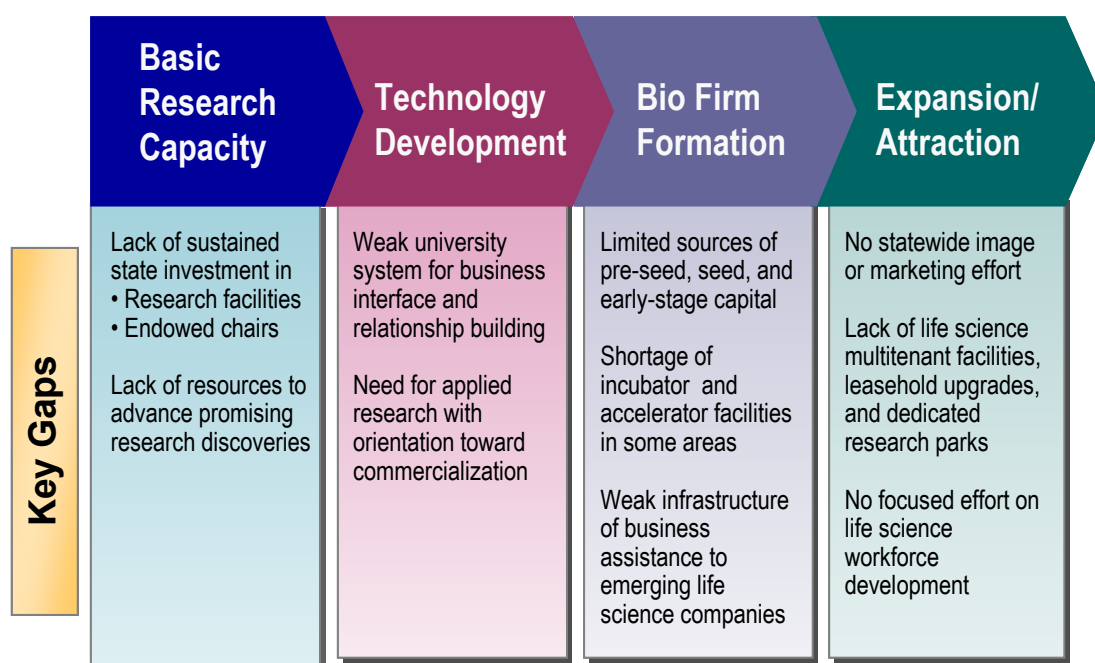 Basic
Research
Capacity
Technology
Development
Bio Firm
Formation
Expansion/
Attraction
Key Gaps
Lack of sustained
state investment in
• Research facilities
• Endowed chairs
Lack of resources to
advance promising
research discoveries
Weak university
system for business
interface and
relationship building
Need for applied
research with
orientation toward
commercialization
Limited sources of
pre-seed, seed, and
early-stage capital
Shortage of
incubator and
accelerator facilities
in some areas
Weak infrastructure
of business
assistance to
emerging life
science companies
No statewide image
or marketing effort
Lack of life science
multitenant facilities,
leasehold upgrades,
and dedicated
research parks
No focused effort on
life science
workforce
development